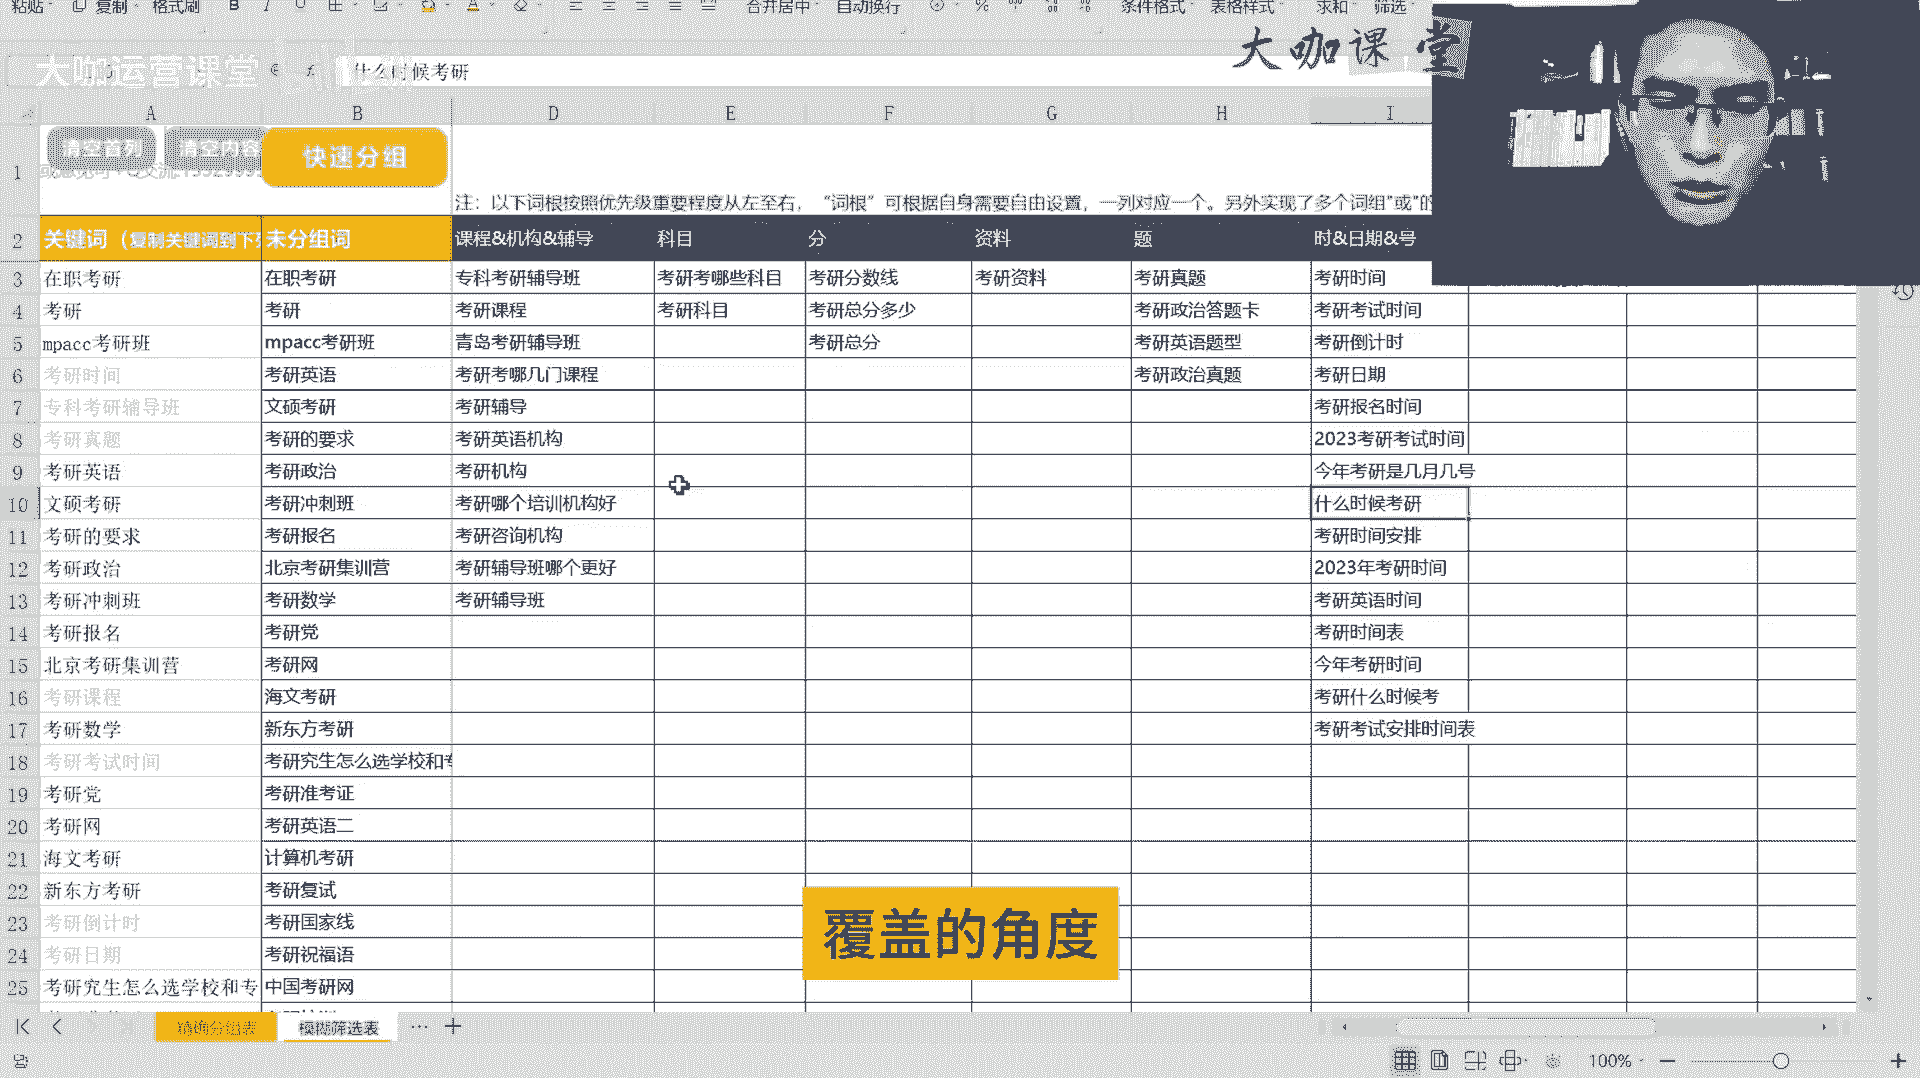 粘贴 复制 格式刷 B 合并居中 自动换行 % 条件格式 表格样式 求和 筛选
大咖课堂
大咖运营课堂
什么时候考研
A B D E F G H I
清空首列 清空内容 快速分组
1
注：以下词根按照优先级重要程度从左至右，“词根”可根据自身需要自由设置，一列对应一个。另外实现了多个词组"或"的
2 关键词（复制关键词到下列 未分组词 课程&机构&辅导 科目 分 资料 题 时&日期&号
3 在职考研 在职考研 专科考研辅导班 考研考哪些科目 考研分数线 考研资料 考研真题 考研时间
4 考研 考研 考研课程 考研科目 考研总分多少 考研政治答题卡 考研考试时间
5 mpacc考研班 mpacc考研班 青岛考研辅导班 考研总分 考研英语题型 考研倒计时
6 考研时间 考研英语 考研考哪几门课程 考研政治真题 考研日期
7 专科考研辅导班 文硕考研 考研辅导 考研报名时间
8 考研真题 考研的要求 考研英语机构 2023考研考试时间
9 考研英语 考研政治 考研机构 今年考研是几月几号
10 文硕考研 考研冲刺班 考研哪个培训机构好 什么时候考研
11 考研的要求 考研报名 考研咨询机构 考研时间安排
12 考研政治 北京考研集训营 考研辅导班哪个更好 2023年考研时间
13 考研冲刺班 考研数学 考研辅导班 考研英语时间
14 考研报名 考研党 考研时间表
15 北京考研集训营 考研网 今年考研时间
16 考研课程 海文考研 考研什么时候考
17 考研数学 新东方考研 考研考试安排时间表
18 考研考试时间 考研究生怎么选学校和专
19 考研党 考研准考证
20 考研网 考研英语二
21 海文考研 计算机考研
22 新东方考研 考研复试
23 考研倒计时 考研国家线
24 考研日期 考研祝福语
25 考研究生怎么选学校和专 中国考研网
覆盖的角度
精确分组表 模糊筛选表 ··· +
100%